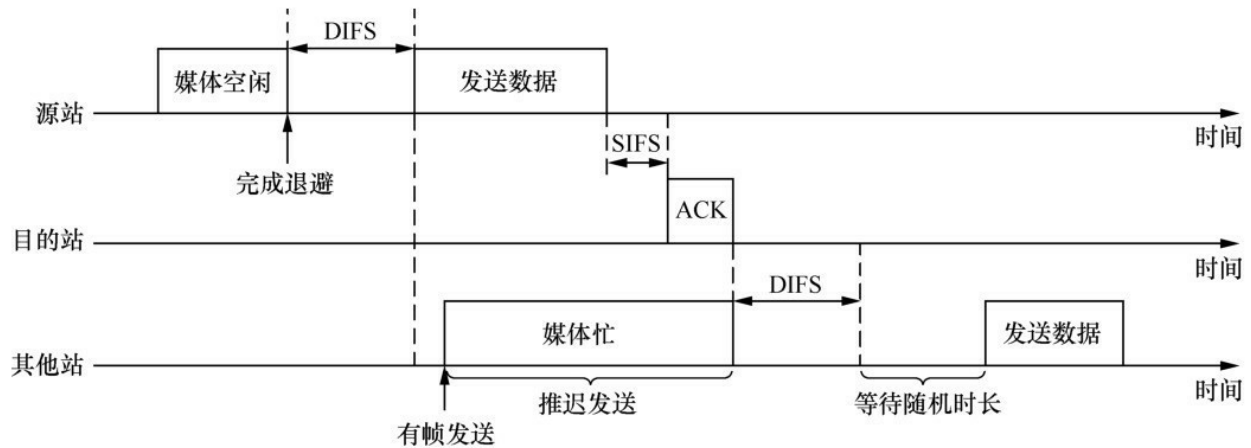 DIFS
媒体空闲
发送数据
源站
时间
SIFS
完成退避
ACK
目的站
时间
DIFS
媒体忙
发送数据
其他站
时间
推迟发送
等待随机时长
有帧发送